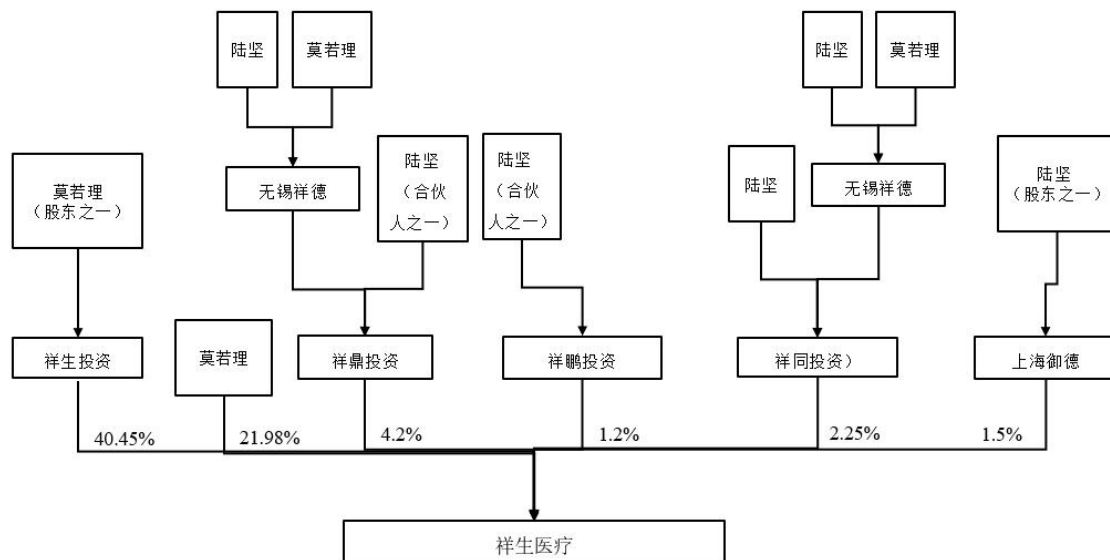 陆坚
莫若理
陆坚
莫若理
莫若理
（股东之一）
无锡祥德
陆坚
（合伙
人之一）
陆坚
（合伙
人之一）
陆坚
无锡祥德
陆坚
（股东之一）
祥生投资
莫若理
祥鼎投资
祥鹏投资
祥同投资）
上海御德
40.45%
21.98%
4.2%
1.2%
2.25%
1.5%
祥生医疗